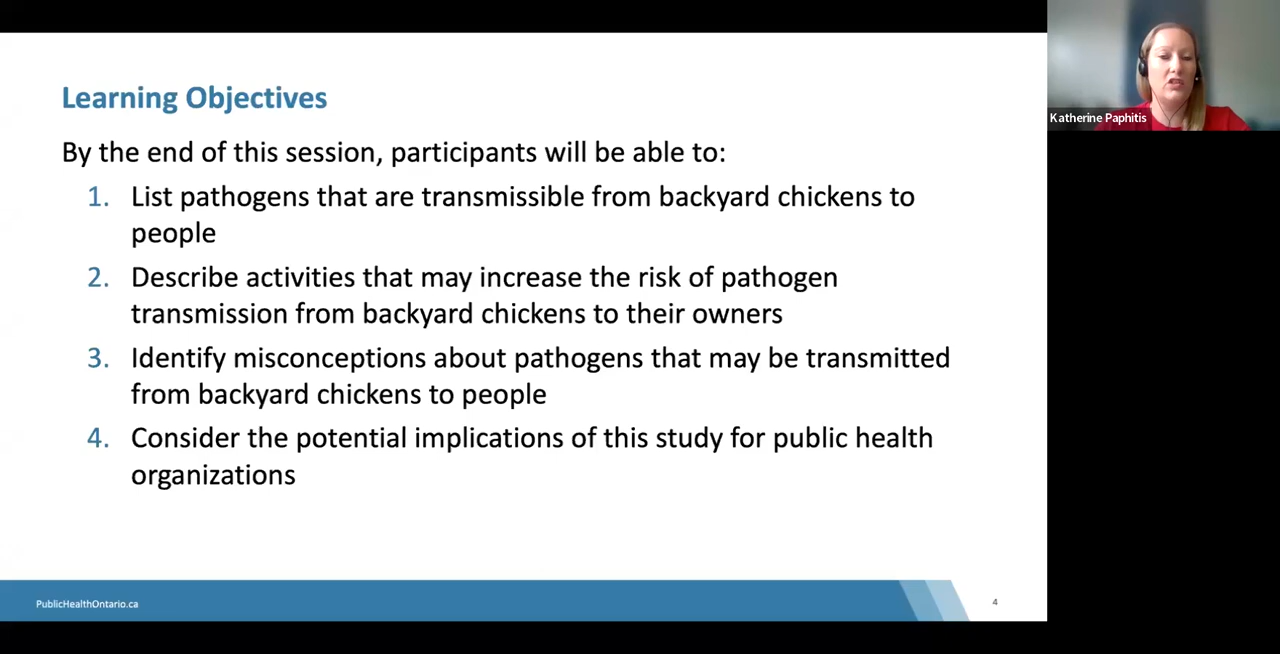 Learning Objectives
By the end of this session, participants will be able to:
1. List pathogens that are transmissible from backyard chickens to
people
2. Describe activities that may increase the risk of pathogen
transmission from backyard chickens to their owners
3. Identify misconceptions about pathogens that may be transmitted
from backyard chickens to people
4. Consider the potential implications of this study for public health
organizations
PublicHealthOntario.ca
4
Katherine Paphitis